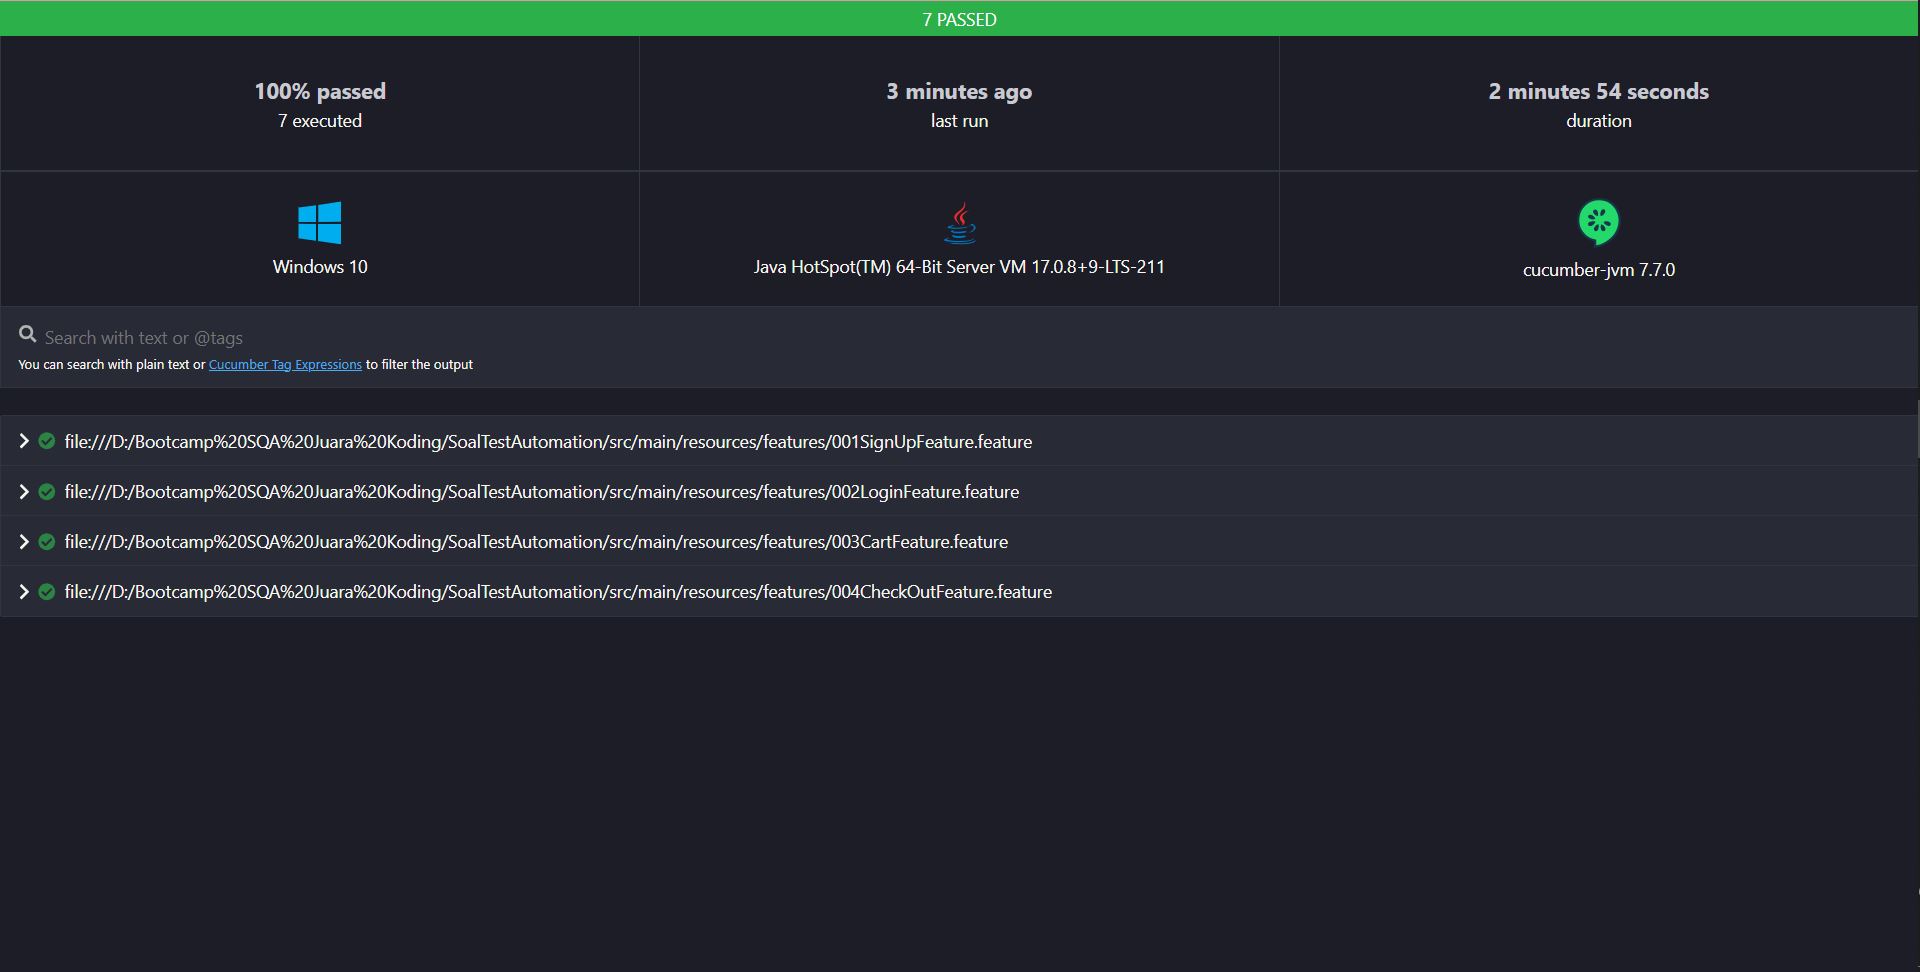 7 PASSED
100% passed
7 executed
3 minutes ago
last run
2 minutes 54 seconds
duration
Windows 10
Java HotSpot(TM) 64-Bit Server VM 17.0.8+9-LTS-211
cucumber-jvm 7.7.0
Search with text or @tags
You can search with plain text or Cucumber Tag Expressions to filter the output
file:///D:/Bootcamp%20SQA%20Juara%20Koding/SoalTestAutomation/src/main/resources/features/001SignUpFeature.feature
file:///D:/Bootcamp%20SQA%20Juara%20Koding/SoalTestAutomation/src/main/resources/features/002LoginFeature.feature
file:///D:/Bootcamp%20SQA%20Juara%20Koding/SoalTestAutomation/src/main/resources/features/003CartFeature.feature
file:///D:/Bootcamp%20SQA%20Juara%20Koding/SoalTestAutomation/src/main/resources/features/004CheckOutFeature.feature